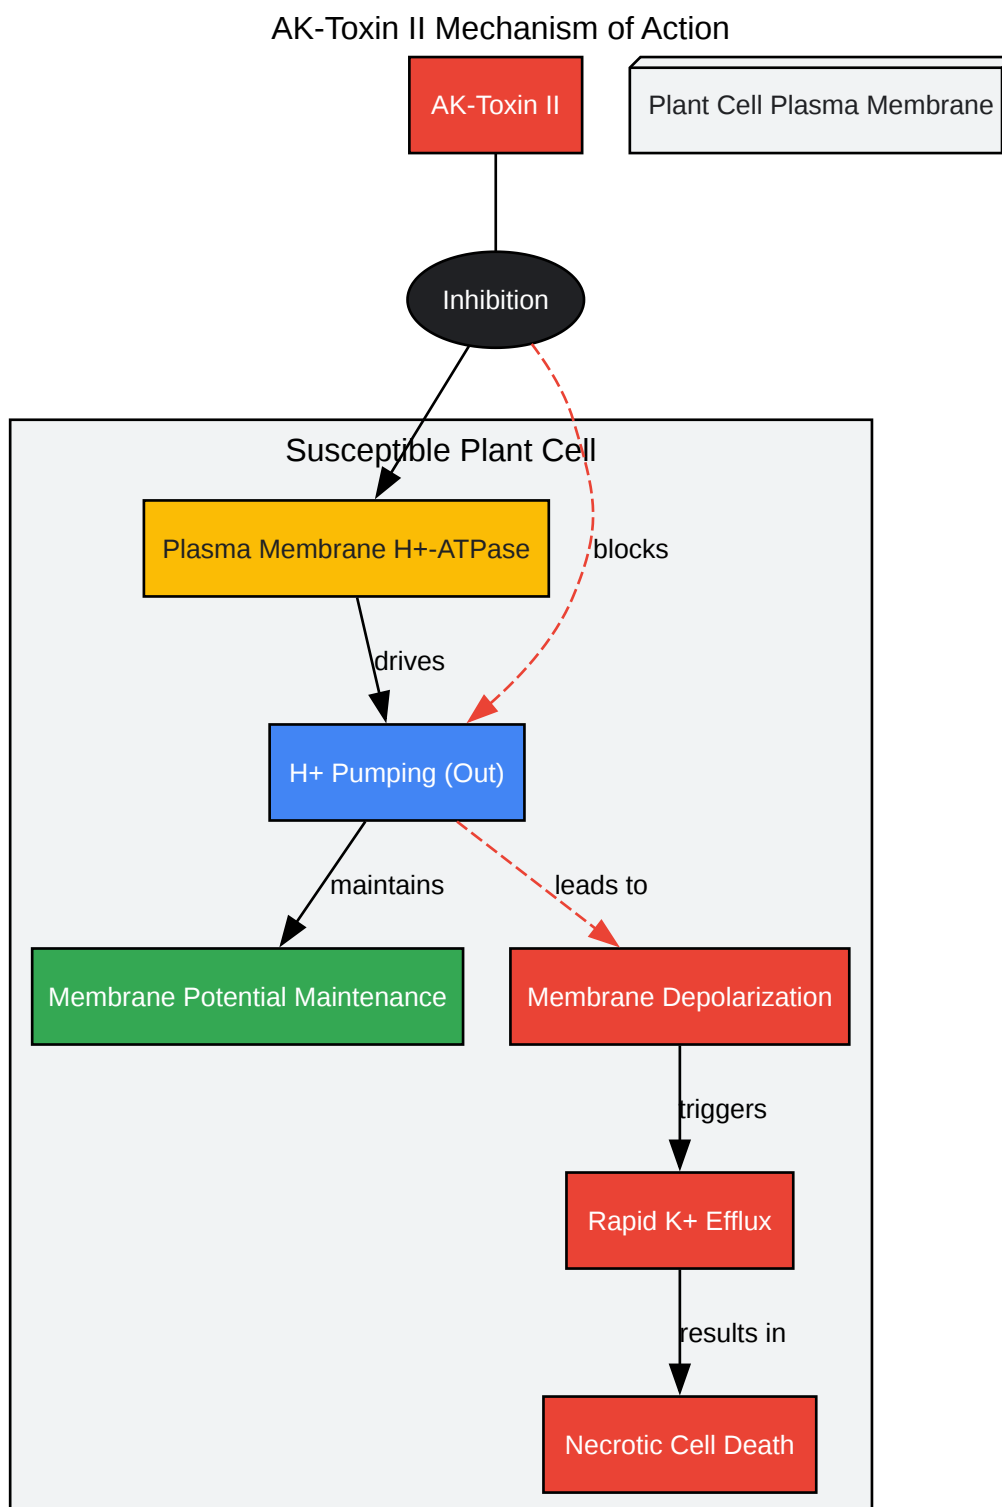 AK-Toxin II Mechanism of Action
AK-Toxin II
Plant Cell Plasma Membrane
Inhibition
Susceptible Plant Cell
Plasma Membrane H+-ATPase
blocks
drives
H+ Pumping (Out)
maintains
leads to
Membrane Potential Maintenance
Membrane Depolarization
triggers
Rapid K+ Efflux
results in
Necrotic Cell Death